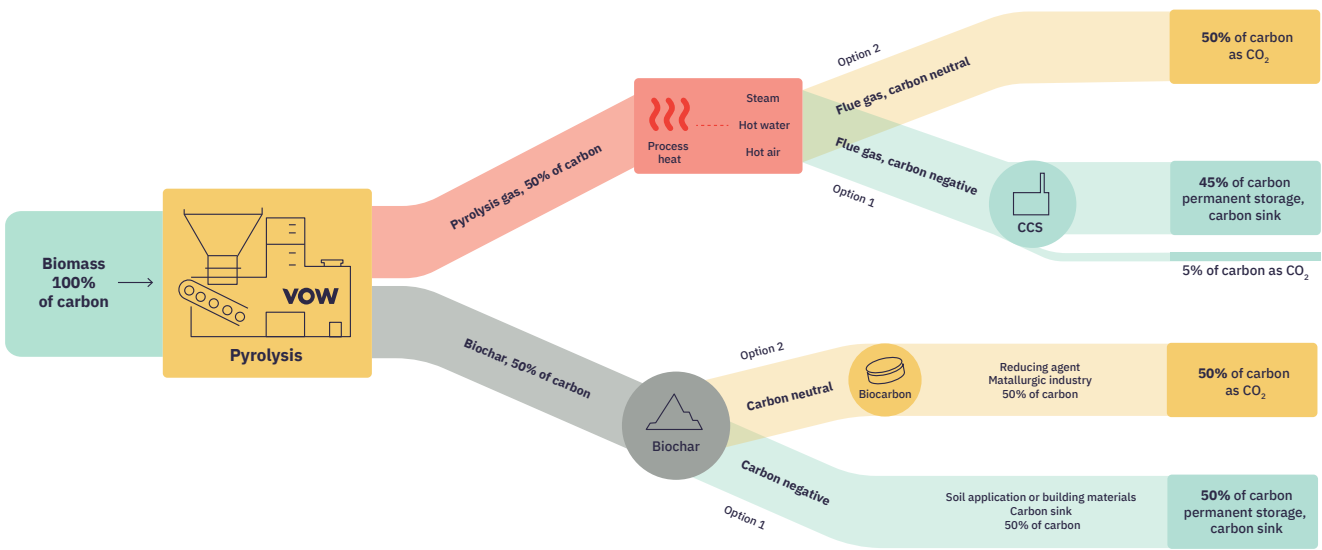 Biomass
100%
of carbon
VOW
Pyrolysis
Pyrolysis gas, 50% of carbon
Biochar, 50% of carbon
Process
heat
Steam
Hot water
Hot air
Option 2
Flue gas, carbon neutral
50% of carbon
as CO₂
Flue gas, carbon negative
Option 1
CCS
45% of carbon
permanent storage,
carbon sink
5% of carbon as CO₂
Biochar
Option 2
Carbon neutral
Biocarbon
Reducing agent
Matallurgic industry
50% of carbon
50% of carbon
as CO₂
Carbon negative
Option 1
Soil application or building materials
Carbon sink
50% of carbon
50% of carbon
permanent storage,
carbon sink